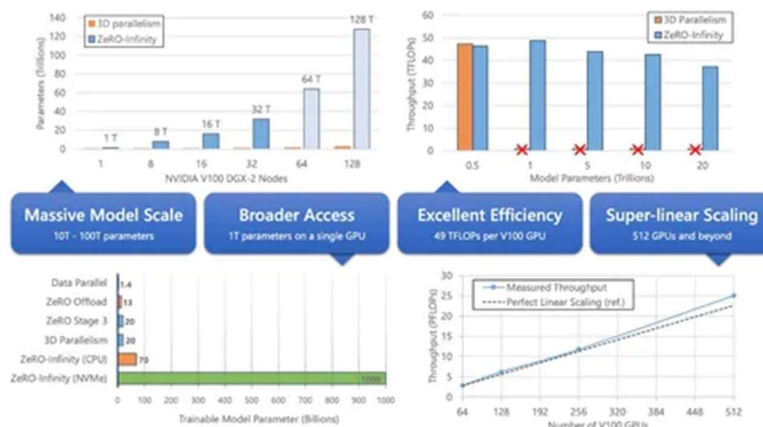 140
120
100
80
60
40
20
0
Parameters (Trillions)
3D parallelism
ZeRO-Infinity
1 T
8 T
16 T
32 T
64 T
128 T
1 8 16 32 64 128
NVIDIA V100 DGX-2 Nodes
60
50
40
30
20
10
0
Throughput (TFLOPs)
3D Parallelism
ZeRO-Infinity
0.5 1 5 10 20
Model Parameters (Trillions)
Massive Model Scale
10T - 100T parameters
Broader Access
1T parameters on a single GPU
Excellent Efficiency
49 TFLOPs per V100 GPU
Super-linear Scaling
512 GPUs and beyond
Data Parallel 1.4
ZeRO Offload 13
ZeRO Stage 3 20
3D Parallelism 20
ZeRO-Infinity (CPU) 70
ZeRO-Infinity (NVMe) 1000
0 100 200 300 400 500 600 700 800 900 1000
Trainable Model Parameter (Billions)
30
25
20
15
10
5
0
Throughput (PFLOPs)
Measured Throughput
Perfect Linear Scaling (ref.)
64 128 192 256 320 384 448 512
Number of V100 GPUs